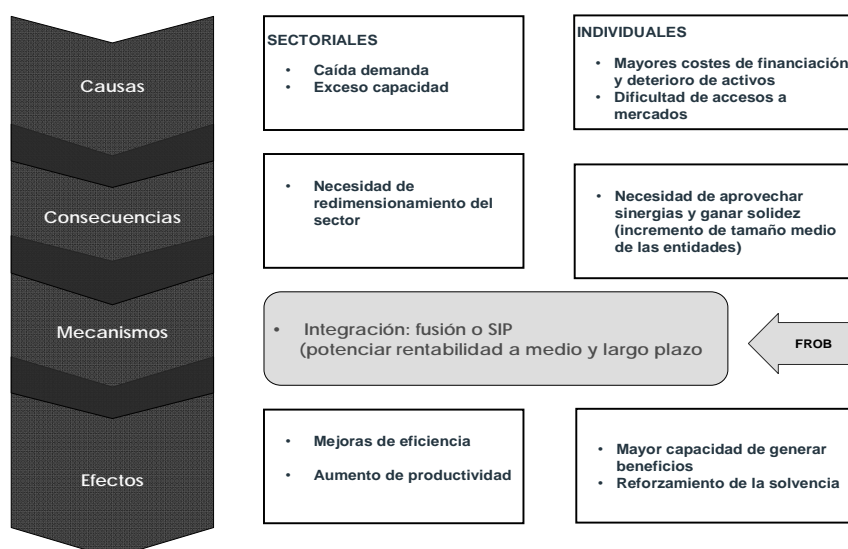 Causas
SECTORIALES
• Caída demanda
• Exceso capacidad
INDIVIDUALES
• Mayores costes de financiación
y deterioro de activos
• Dificultad de accesos a
mercados
Consecuencias
• Necesidad de
redimensionamiento del
sector
• Necesidad de aprovechar
sinergias y ganar solidez
(incremento de tamaño medio
de las entidades)
Mecanismos
• Integración: fusión o SIP
(potenciar rentabilidad a medio y largo plazo
FROB
Efectos
• Mejoras de eficiencia
• Aumento de productividad
• Mayor capacidad de generar
beneficios
• Reforzamiento de la solvencia